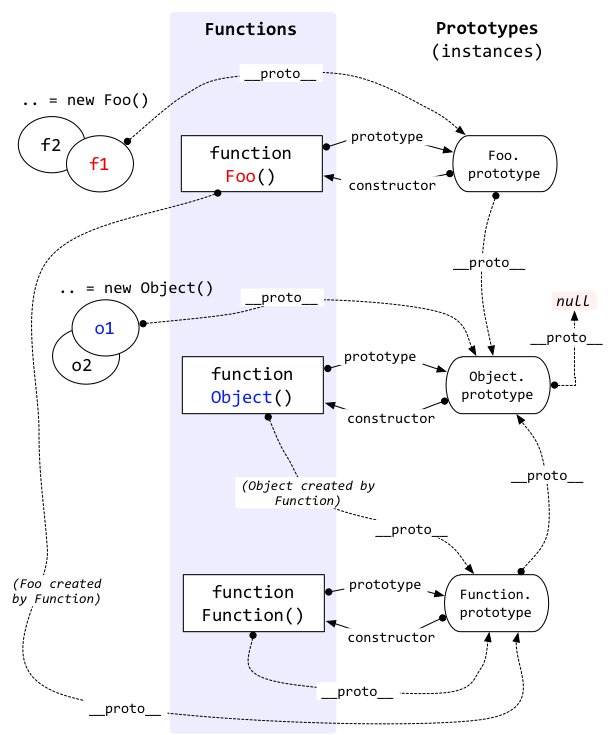 Functions
Prototypes
(instances)
__proto__
.. = new Foo()
f2
f1
function
Foo()
prototype
constructor
Foo.
prototype
__proto__
.. = new Object()
__proto__
null
o1
o2
__proto__
function
Object()
prototype
constructor
Object.
prototype
(Object created by
Function)
__proto__
__proto__
(Foo created
by Function)
function
Function()
prototype
constructor
Function.
prototype
__proto__
__proto__